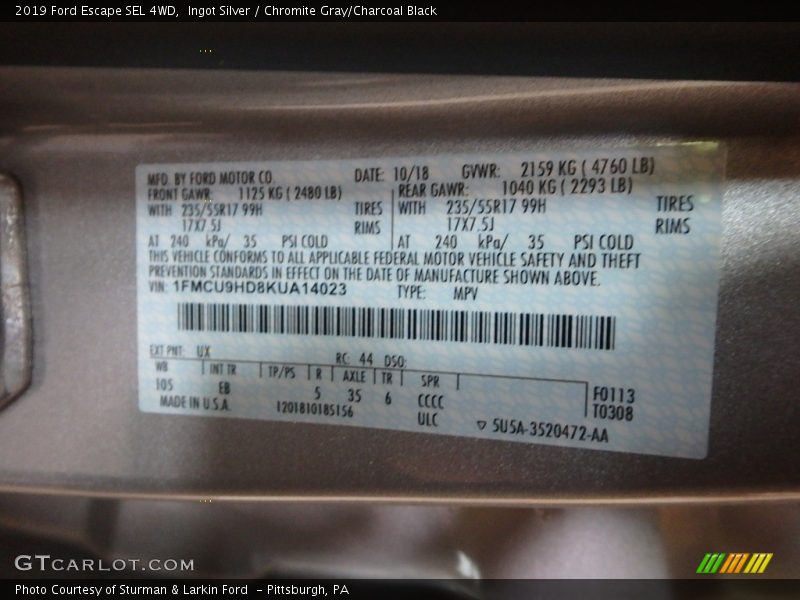 2019 Ford Escape SEL 4WD,  Ingot Silver / Chromite Gray/Charcoal Black
MFD. BY FORD MOTOR CO. DATE: 10/18 GVWR: 2159 KG ( 4760 LB)
FRONT GAWR: 1125 KG ( 2480 LB) REAR GAWR: 1040 KG ( 2293 LB)
WITH 235/55R17 99H TIRES WITH 235/55R17 99H TIRES
17X7.5J RIMS 17X7.5J RIMS
AT 240 kPa/ 35 PSI COLD AT 240 kPa/ 35 PSI COLD
THIS VEHICLE CONFORMS TO ALL APPLICABLE FEDERAL MOTOR VEHICLE SAFETY AND THEFT
PREVENTION STANDARDS IN EFFECT ON THE DATE OF MANUFACTURE SHOWN ABOVE.
VIN: 1FMCU9HD8KUA14023 TYPE: MPV
EXT PNT: UX RC: 44 DSO:
WB INT TR TP/PS R AXLE TR SPR
105 EB 5 35 6 CCCC F0113
MADE IN U.S.A. 1201810185156 ULC T0308
▽ 5U5A-3520472-AA
GTCARLOT.COM
Photo Courtesy of Sturman & Larkin Ford  - Pittsburgh, PA